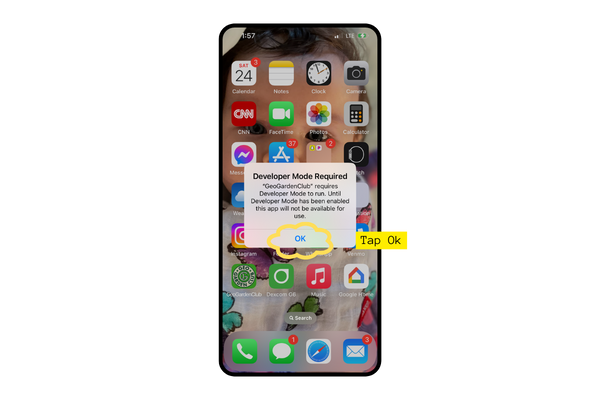 1:57
LTE
SAT
3
24
Calendar
Notes
Clock
Camera
CNN
CNN
FaceTime
Photos
Calculator
37
2
Developer Mode Required
“GeoGardenClub” requires
Developer Mode to run. Until
Developer Mode has been enabled
this app will not be available for
use.
OK
Tap Ok
Instagram
GeoGardenClub
Dexcom G6
Music
Google Home
Search
1
3